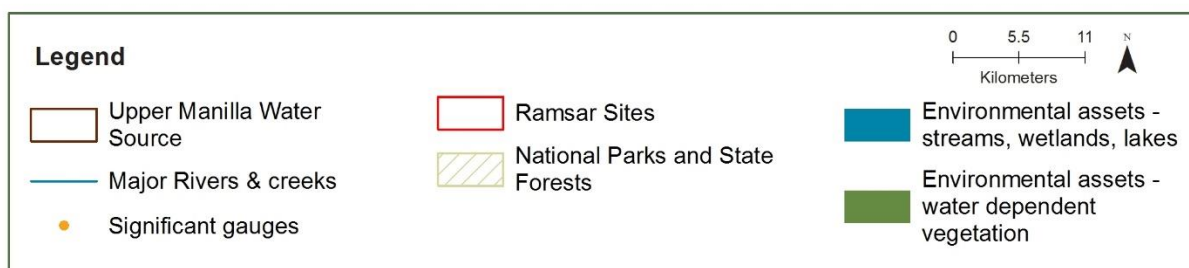 Legend
Upper Manilla Water
Source
Major Rivers & creeks
Significant gauges
Ramsar Sites
National Parks and State
Forests
0 5.5 11
Kilometers
N
Environmental assets -
streams, wetlands, lakes
Environmental assets -
water dependent
vegetation